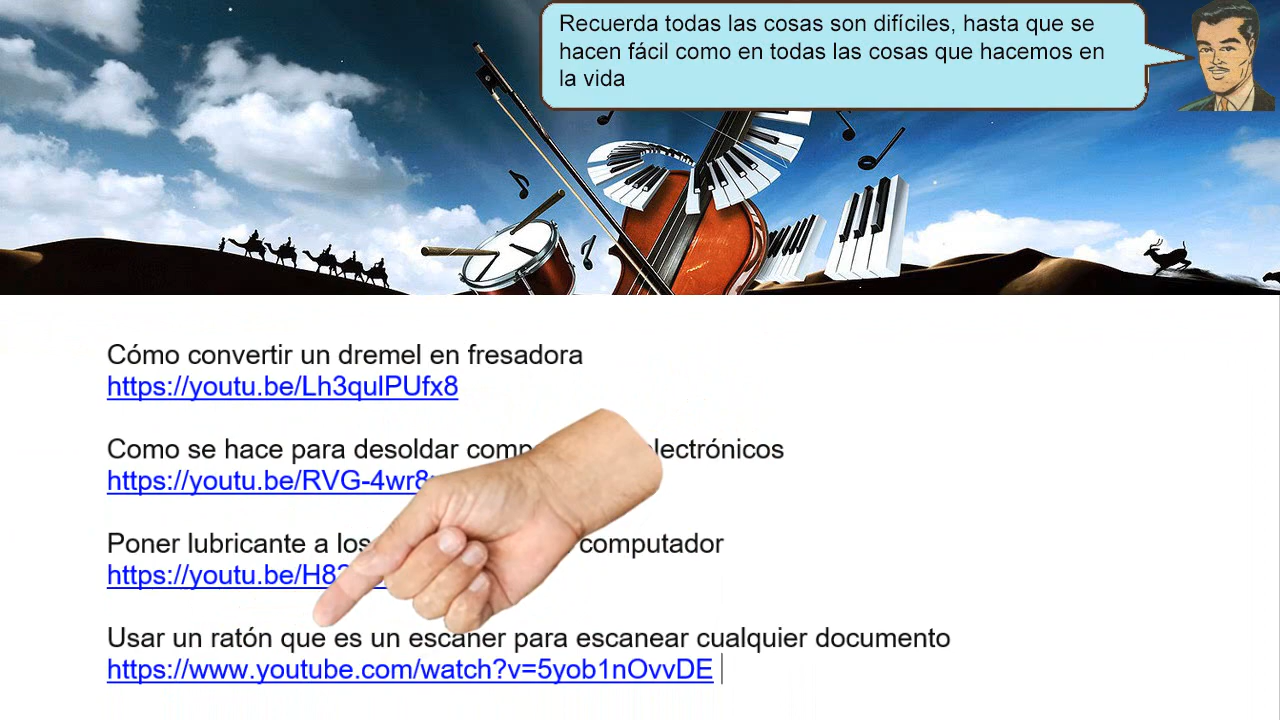 Recuerda todas las cosas son difíciles, hasta que se
hacen fácil como en todas las cosas que hacemos en
la vida
Cómo convertir un dremel en fresadora
https://youtu.be/Lh3qulPUfx8
Como se hace para desoldar electrónicos
https://youtu.be/RVG-4wr8
Poner lubricante a los computador
https://youtu.be/H83
Usar un ratón que es un escáner para escanear cualquier documento
https://www.youtube.com/watch?v=5yob1nOvvDE